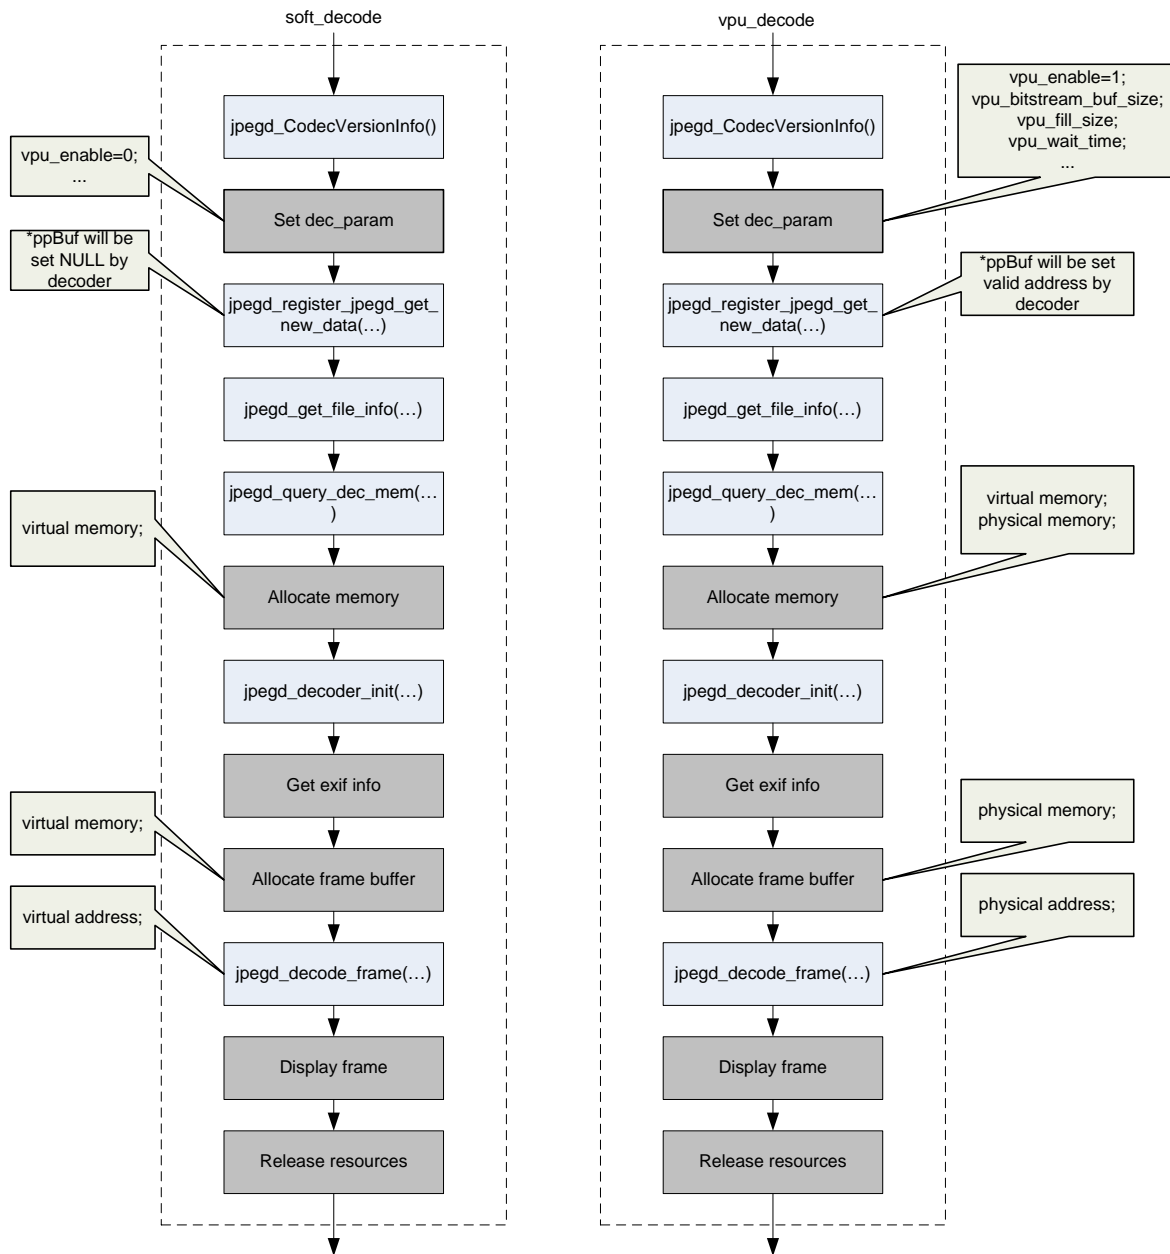 soft_decode
vpu_enable=0;
...
*ppBuf will be
set NULL by
decoder
virtual memory;
virtual memory;
virtual address;
jpegd_CodecVersionInfo()
Set dec_param
jpegd_register_jpegd_get_
new_data(…)
jpegd_get_file_info(…)
jpegd_query_dec_mem(…
)
Allocate memory
jpegd_decoder_init(…)
Get exif info
Allocate frame buffer
jpegd_decode_frame(…)
Display frame
Release resources
vpu_decode
jpegd_CodecVersionInfo()
Set dec_param
jpegd_register_jpegd_get_
new_data(…)
jpegd_get_file_info(…)
jpegd_query_dec_mem(…
)
Allocate memory
jpegd_decoder_init(…)
Get exif info
Allocate frame buffer
jpegd_decode_frame(…)
Display frame
Release resources
vpu_enable=1;
vpu_bitstream_buf_size;
vpu_fill_size;
vpu_wait_time;
...
*ppBuf will be set
valid address by
decoder
virtual memory;
physical memory;
physical memory;
physical address;